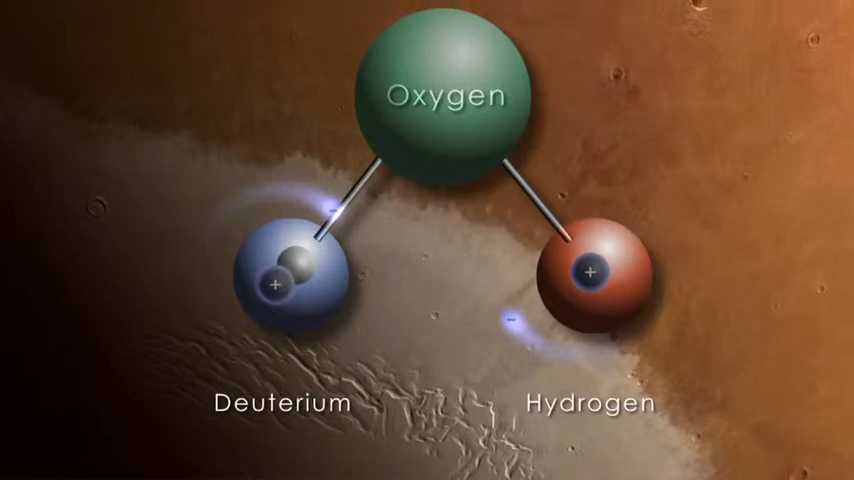 Oxygen
+
+
Deuterium
Hydrogen